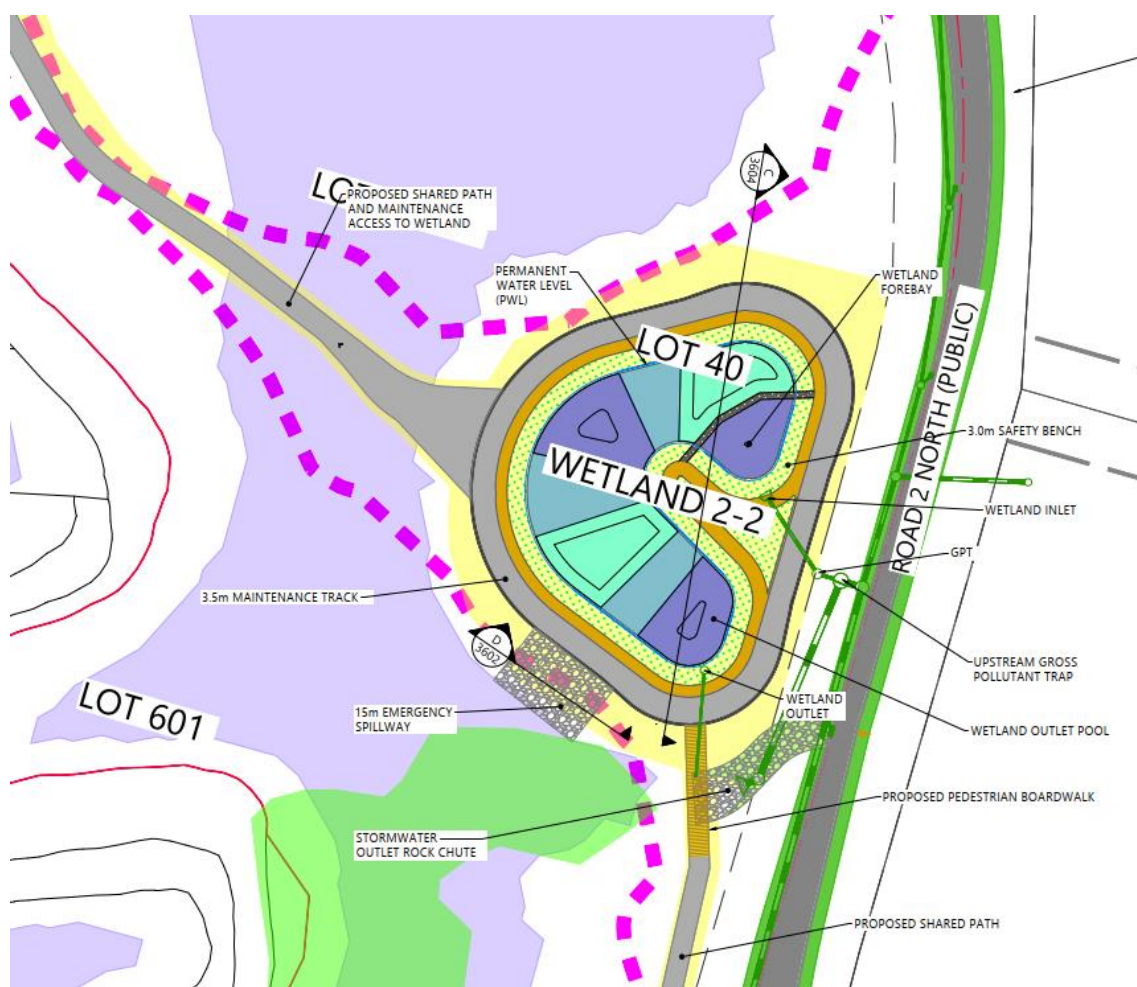 C
3604
LO
PROPOSED SHARED PATH
AND MAINTENANCE
ACCESS TO WETLAND
PERMANENT
WATER LEVEL
(PWL)
WETLAND
FOREBAY
LOT 40
ROAD 2 NORTH (PUBLIC)
3.0m SAFETY BENCH
WETLAND 2-2
WETLAND INLET
GPT
3.5m MAINTENANCE TRACK
D
3602
UPSTREAM GROSS
POLLUTANT TRAP
LOT 601
15m EMERGENCY
SPILLWAY
WETLAND
OUTLET
WETLAND OUTLET POOL
PROPOSED PEDESTRIAN BOARDWALK
STORMWATER
OUTLET ROCK CHUTE
PROPOSED SHARED PATH